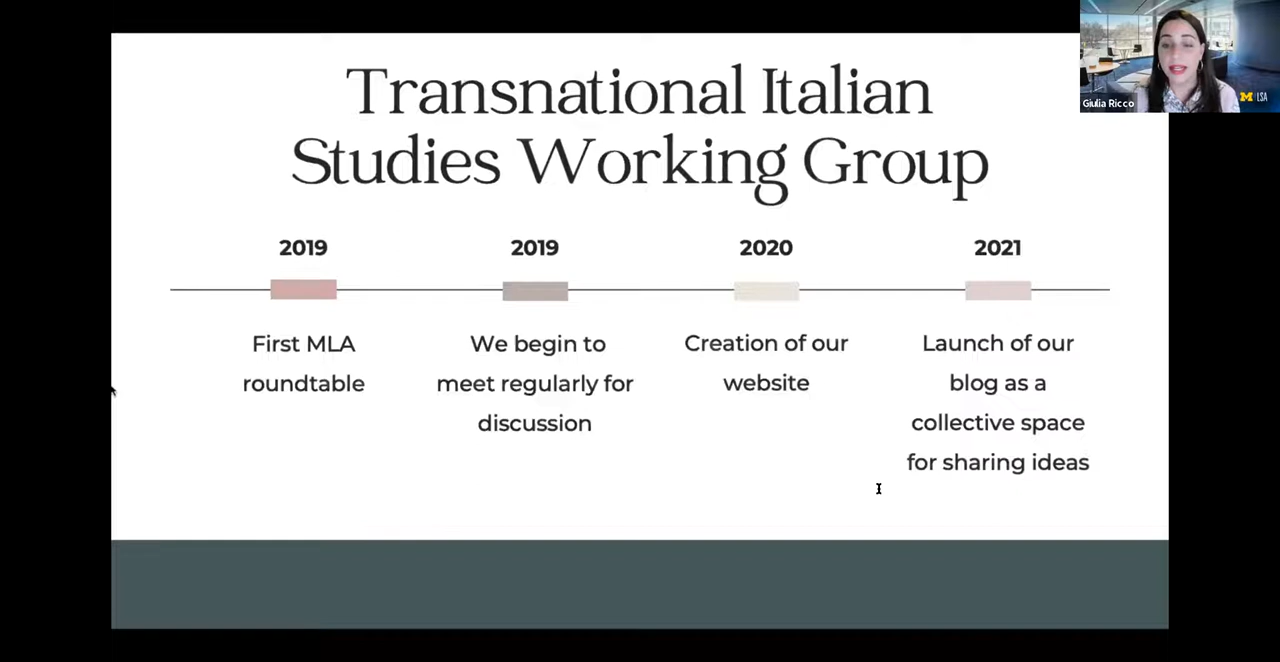 Transnational Italian
Studies Working Group
2019
First MLA
roundtable
2019
We begin to
meet regularly for
discussion
2020
Creation of our
website
2021
Launch of our
blog as a
collective space
for sharing ideas
Giulia Ricco
M LSA